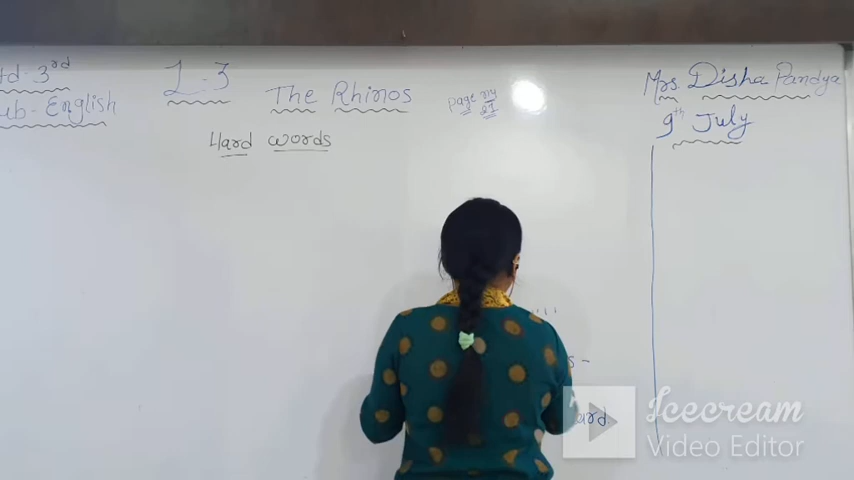 td - 3rd
ub - English
L - 3
The Rhinos
Page
Hard words
Mrs. Disha Pandya
9th July
Icecream
Video Editor